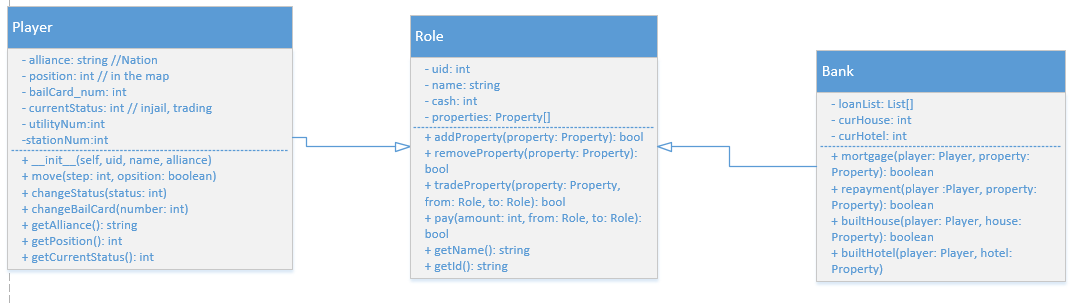 Player
- alliance: string //Nation
- position: int // in the map
- bailCard_num: int
- currentStatus: int // injail, trading
- utilityNum:int
-stationNum:int
+ __init__(self, uid, name, alliance)
+ move(step: int, opsition: boolean)
+ changeStatus(status: int)
+ changeBailCard(number: int)
+ getAlliance(): string
+ getPosition(): int
+ getCurrentStatus(): int
Role
- uid: int
- name: string
- cash: int
- properties: Property[]
+ addProperty(property: Property): bool
+ removeProperty(property: Property):
bool
+ tradeProperty(property: Property,
from: Role, to: Role): bool
+ pay(amount: int, from: Role, to: Role):
bool
+ getName(): string
+ getId(): string
Bank
- loanList: List[]
- curHouse: int
- curHotel: int
+ mortgage(player: Player, property:
Property): boolean
+ repayment(player :Player, property:
Property): boolean
+ builtHouse(player: Player, house:
Property): boolean
+ builtHotel(player: Player, hotel:
Property)